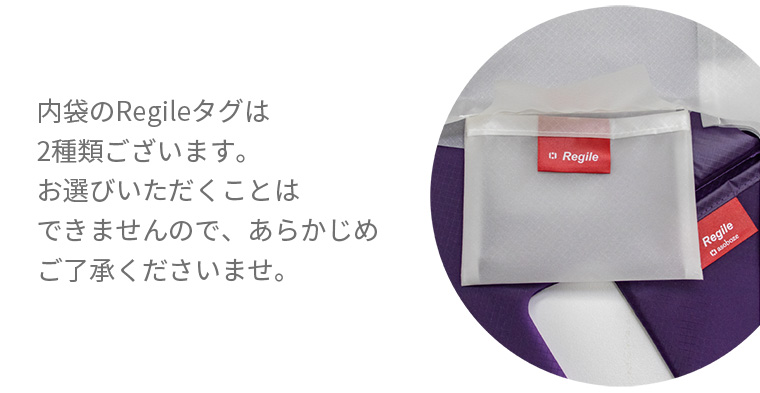 内袋のRegileタグは
2種類ございます。
お選びいただくことは
できませんので、あらかじめ
ご了承くださいませ。
Regile
Regile
asoboze